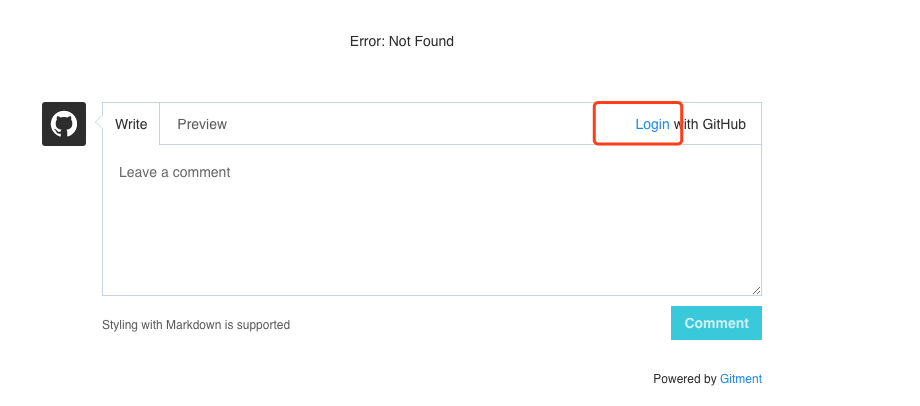 Error: Not Found
Write Preview Login with GitHub
Leave a comment
Styling with Markdown is supported
Comment
Powered by Gitment